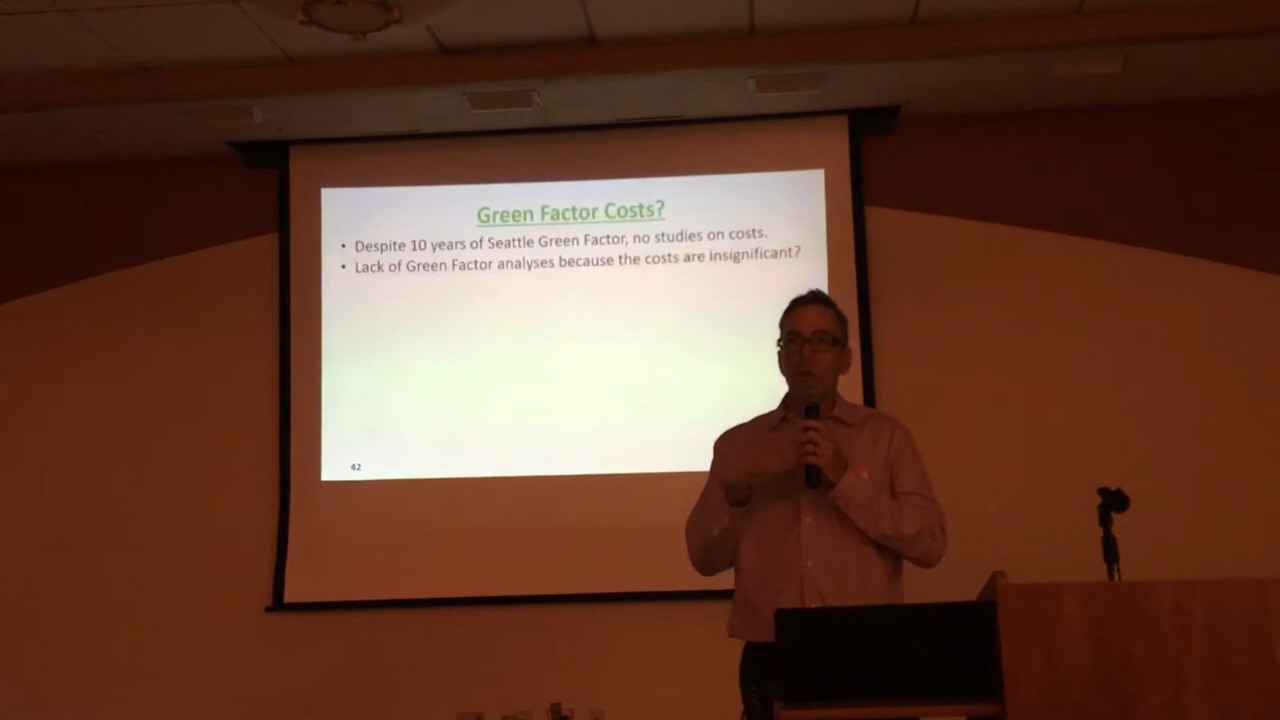 Green Factor Costs?
• Despite 10 years of Seattle Green Factor, no studies on costs.
• Lack of Green Factor analyses because the costs are insignificant?
42